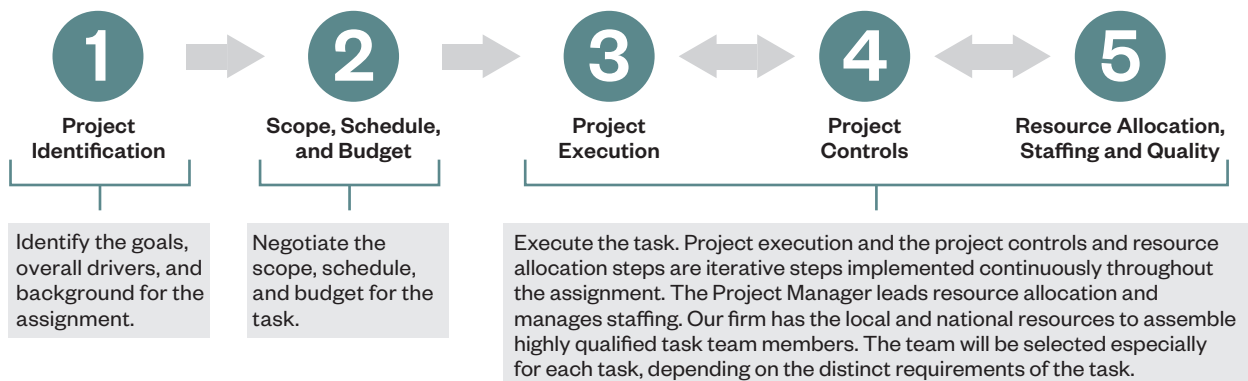 1
2
3
4
5
Project
Identification
Scope, Schedule,
and Budget
Project
Execution
Project
Controls
Resource Allocation,
Staffing and Quality
Identify the goals,
overall drivers, and
background for the
assignment.
Negotiate the
scope, schedule,
and budget for the
task.
Execute the task. Project execution and the project controls and resource
allocation steps are iterative steps implemented continuously throughout
the assignment. The Project Manager leads resource allocation and
manages staffing. Our firm has the local and national resources to assemble
highly qualified task team members. The team will be selected especially
for each task, depending on the distinct requirements of the task.